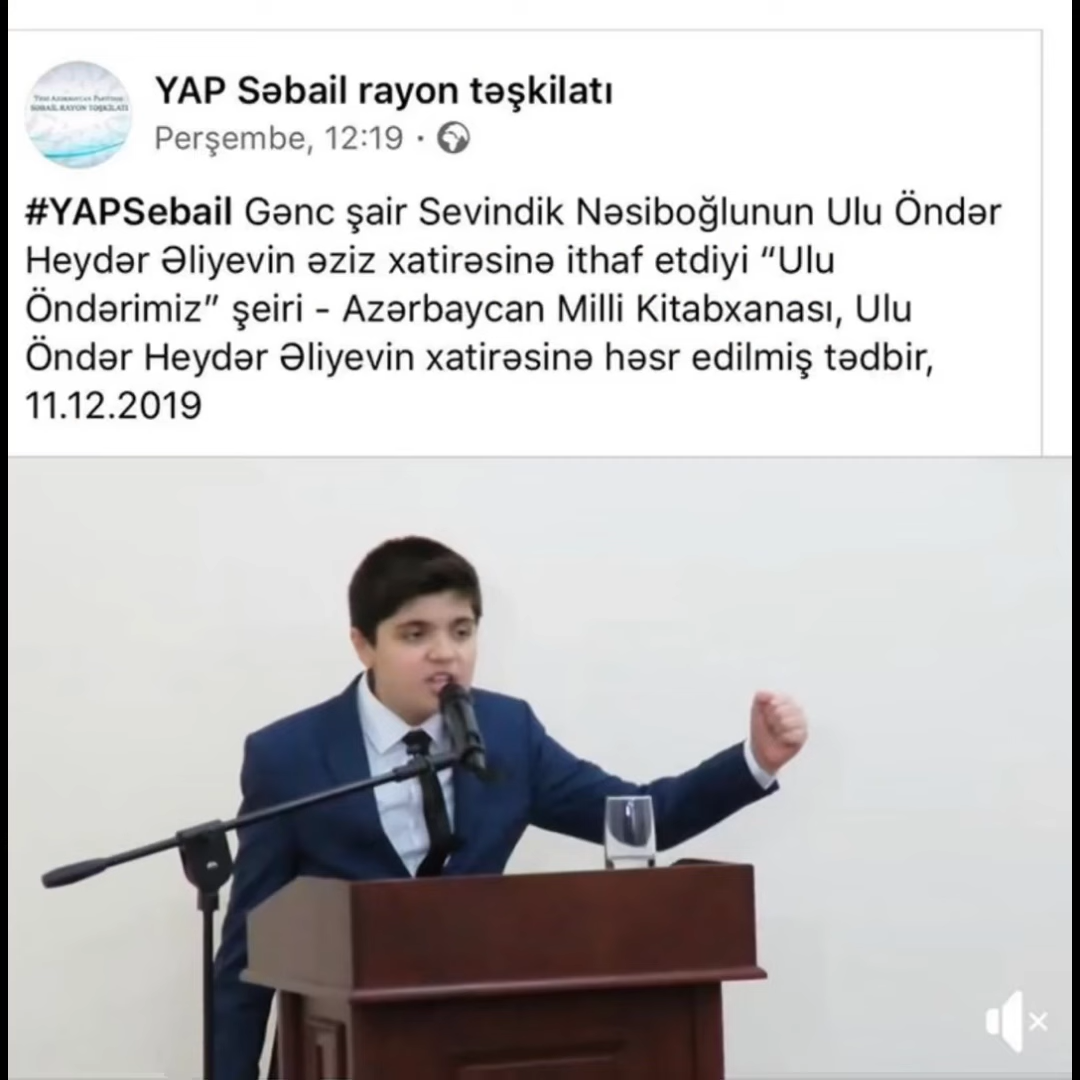 YAP Səbail rayon təşkilatı
Perşembe, 12:19 ·
#YAPSebail Gənc şair Sevindik Nəsiboğlunun Ulu Öndər
Heydər Əliyevin əziz xatirəsinə ithaf etdiyi “Ulu
Öndərimiz” şeiri - Azərbaycan Milli Kitabxanası, Ulu
Öndər Heydər Əliyevin xatirəsinə həsr edilmiş tədbir,
11.12.2019